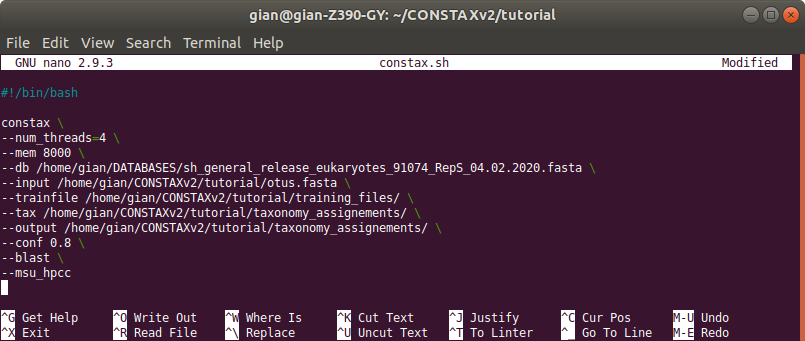 gian@gian-Z390-GY: ~/CONSTAXv2/tutorial
File Edit View Search Terminal Help
GNU nano 2.9.3 constax.sh Modified
#!/bin/bash
constax \
--num_threads=4 \
--mem 8000 \
--db /home/gian/DATABASES/sh_general_release_eukaryotes_91074_RepS_04.02.2020.fasta \
--input /home/gian/CONSTAXv2/tutorial/otus.fasta \
--trainfile /home/gian/CONSTAXv2/tutorial/training_files/ \
--tax /home/gian/CONSTAXv2/tutorial/taxonomy_assignements/ \
--output /home/gian/CONSTAXv2/tutorial/taxonomy_assignements/ \
--conf 0.8 \
--blast \
--msu_hpcc
^G Get Help ^O Write Out ^W Where Is ^K Cut Text ^J Justify ^C Cur Pos M-U Undo
^X Exit ^R Read File ^\ Replace ^U Uncut Text ^T To Linter ^_ Go To Line M-E Redo